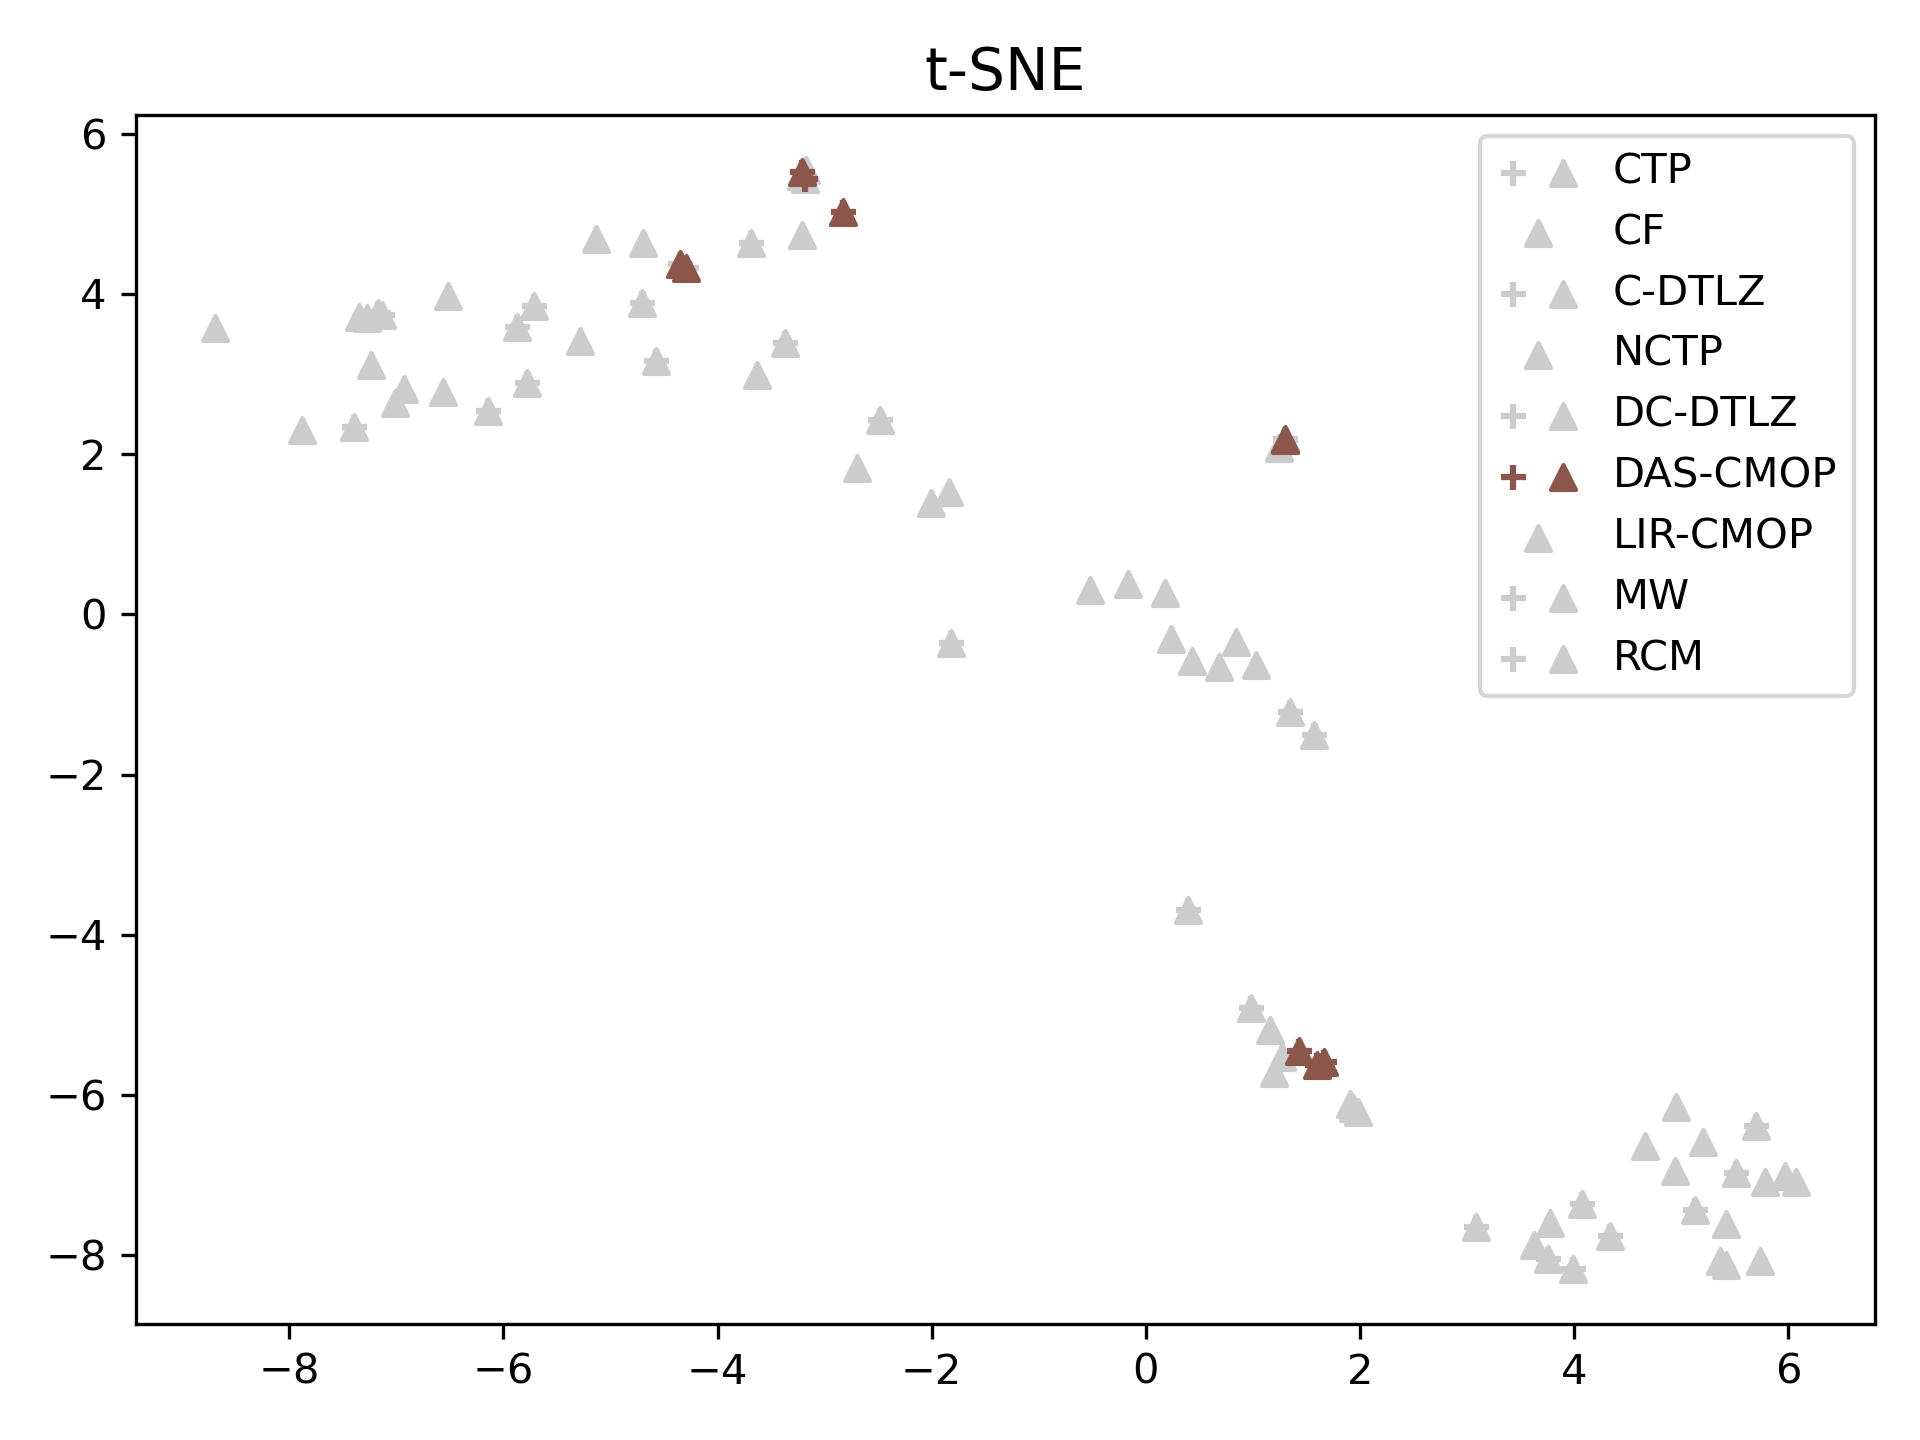 t-SNE
6
4
2
0
−2
−4
−6
−8
−8 −6 −4 −2 0 2 4 6
CTP
CF
C-DTLZ
NCTP
DC-DTLZ
DAS-CMOP
LIR-CMOP
MW
RCM